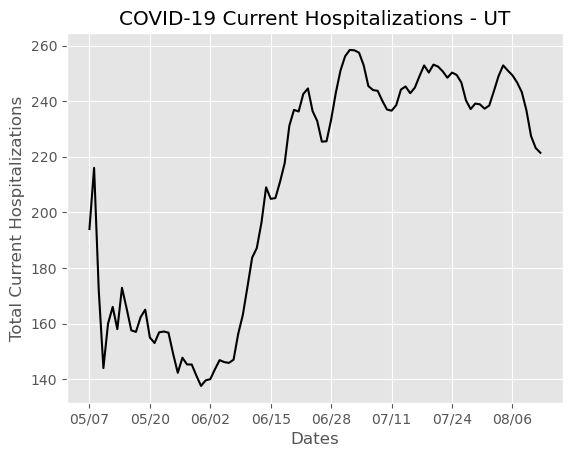 COVID-19 Current Hospitalizations - UT
Total Current Hospitalizations
260
240
220
200
180
160
140
05/07 05/20 06/02 06/15 06/28 07/11 07/24 08/06
Dates